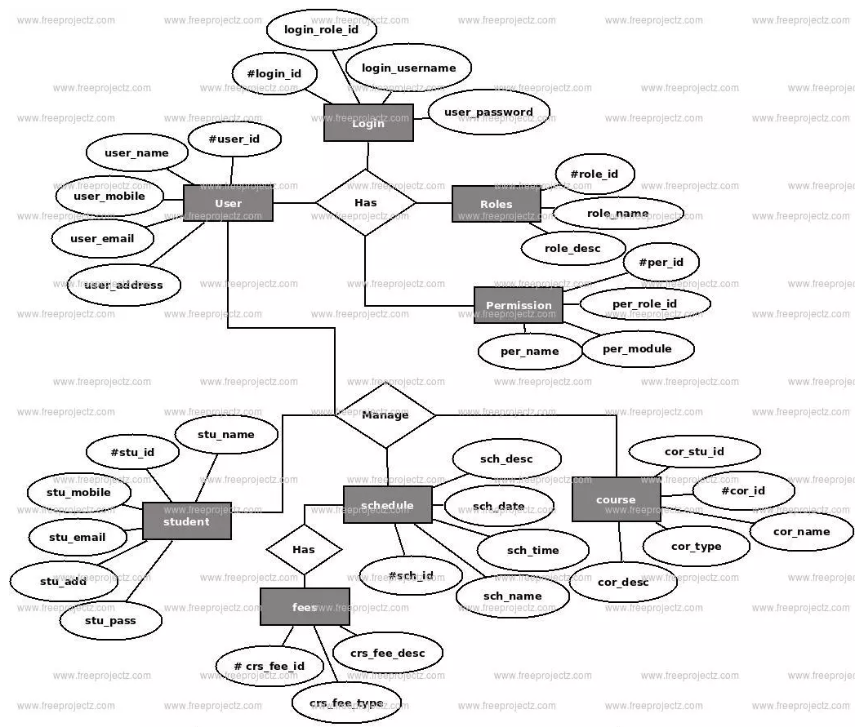 login_role_id
#login_id
login_username
user_password
Login
user_name
#user_id
user_mobile
user_email
user_address
User
Has
Roles
#role_id
role_name
role_desc
#per_id
Permission
per_role_id
per_name
per_module
Manage
stu_name
#stu_id
stu_mobile
student
stu_email
stu_add
stu_pass
schedule
sch_desc
sch_date
sch_time
#sch_id
sch_name
course
cor_stu_id
#cor_id
cor_name
cor_type
cor_desc
Has
fees
# crs_fee_id
crs_fee_desc
crs_fee_type
www.freeprojectz.com